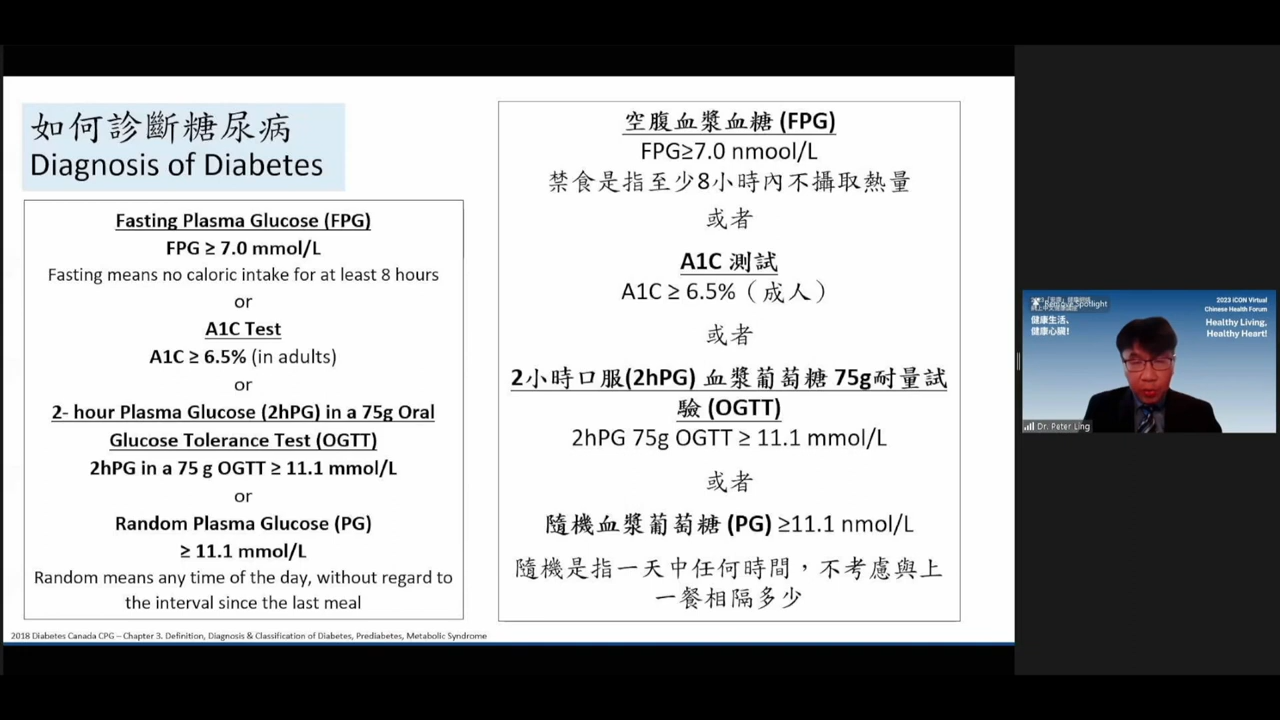 如何診斷糖尿病
Diagnosis of Diabetes
Fasting Plasma Glucose (FPG)
FPG ≥ 7.0 mmol/L
Fasting means no caloric intake for at least 8 hours
or
A1C Test
A1C ≥ 6.5% (in adults)
or
2- hour Plasma Glucose (2hPG) in a 75g Oral
Glucose Tolerance Test (OGTT)
2hPG in a 75 g OGTT ≥ 11.1 mmol/L
or
Random Plasma Glucose (PG)
≥ 11.1 mmol/L
Random means any time of the day, without regard to
the interval since the last meal
2018 Diabetes Canada CPG – Chapter 3. Definition, Diagnosis & Classification of Diabetes, Prediabetes, Metabolic Syndrome
空腹血漿血糖 (FPG)
FPG≥7.0 nmool/L
禁食是指至少8小時內不攝取熱量
或者
A1C 測試
A1C ≥ 6.5%（成人）
或者
2小時口服(2hPG) 血漿葡萄糖 75g耐量試
驗 (OGTT)
2hPG 75g OGTT ≥ 11.1 mmol/L
或者
隨機血漿葡萄糖 (PG) ≥11.1 nmol/L
隨機是指一天中任何時間，不考慮與上
一餐相隔多少
Remove Spotlight
健康生活、
健康心臟！
2023 iCON Virtual
Chinese Health Forum
Healthy Living,
Healthy Heart!
Dr. Peter Ling